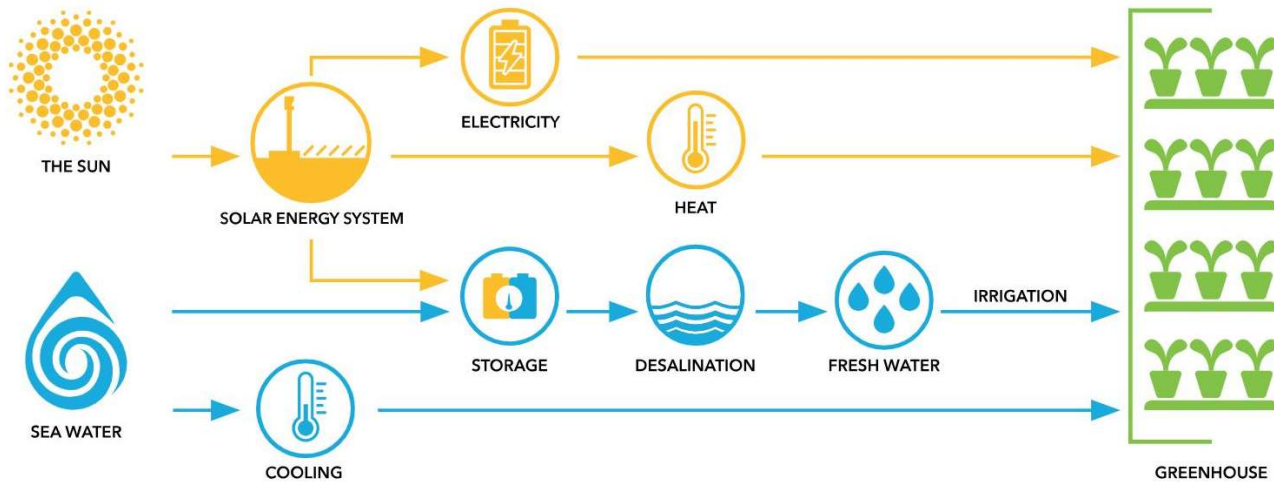 ELECTRICITY
THE SUN
HEAT
SOLAR ENERGY SYSTEM
IRRIGATION
STORAGE
DESALINATION
FRESH WATER
SEA WATER
COOLING
GREENHOUSE